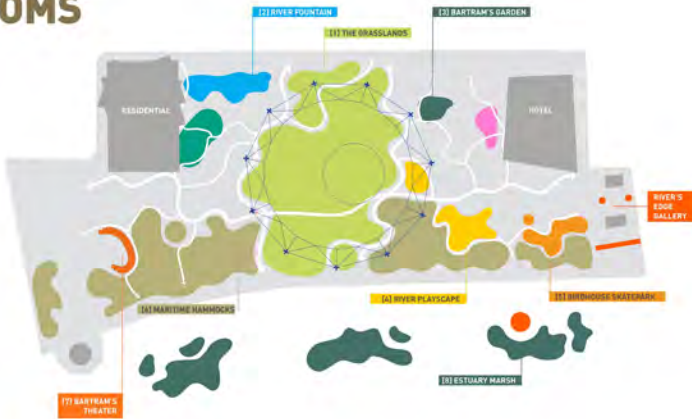 OMS
[2] RIVER FOUNTAIN
[3] BARTRAM'S GARDEN
[1] THE GRASSLANDS
RESIDENTIAL
HOTEL
RIVER'S
EDGE
GALLERY
[6] MARITIME HAMMOCKS
[4] RIVER PLAYSCAPE
[5] BIRDHOUSE SKATEPARK
[8] ESTUARY MARSH
[7] BARTRAM'S
THEATER